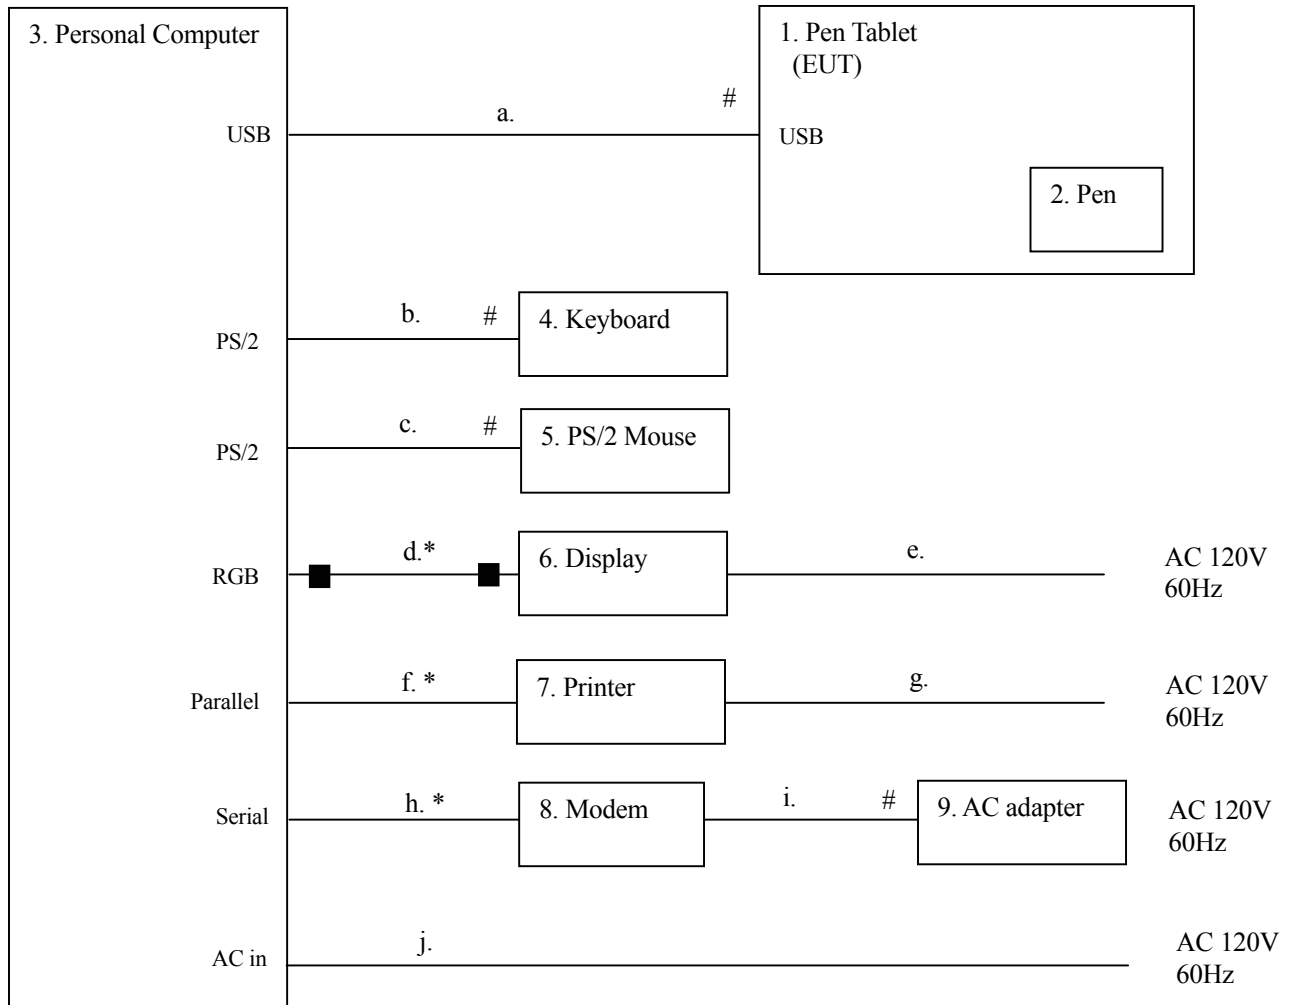 3. Personal Computer
1. Pen Tablet
(EUT)
a.
#
USB
USB
2. Pen
b.
#
4. Keyboard
PS/2
c.
#
5. PS/2 Mouse
PS/2
d.*
6. Display
e.
AC 120V
60Hz
RGB
f. *
7. Printer
g.
AC 120V
60Hz
Parallel
h. *
8. Modem
i.
#
9. AC adapter
AC 120V
60Hz
Serial
j.
AC in
AC 120V
60Hz